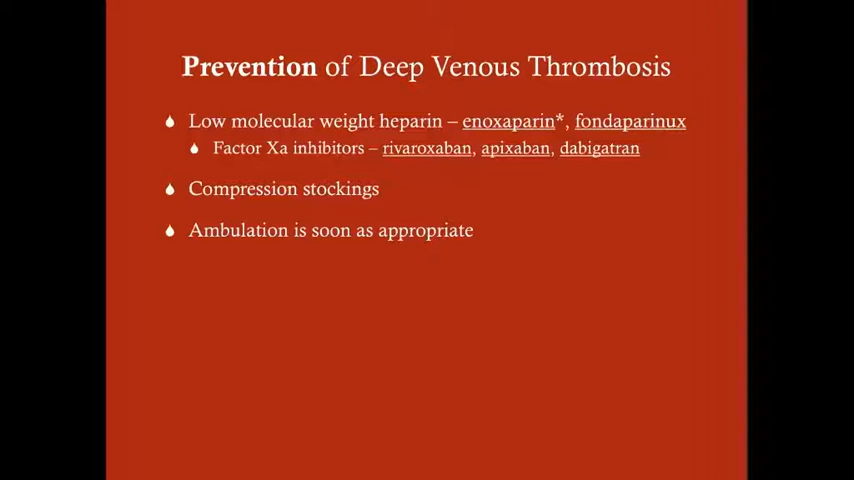 Prevention of Deep Venous Thrombosis
Low molecular weight heparin – enoxaparin*, fondaparinux
Factor Xa inhibitors – rivaroxaban, apixaban, dabigatran
Compression stockings
Ambulation is soon as appropriate